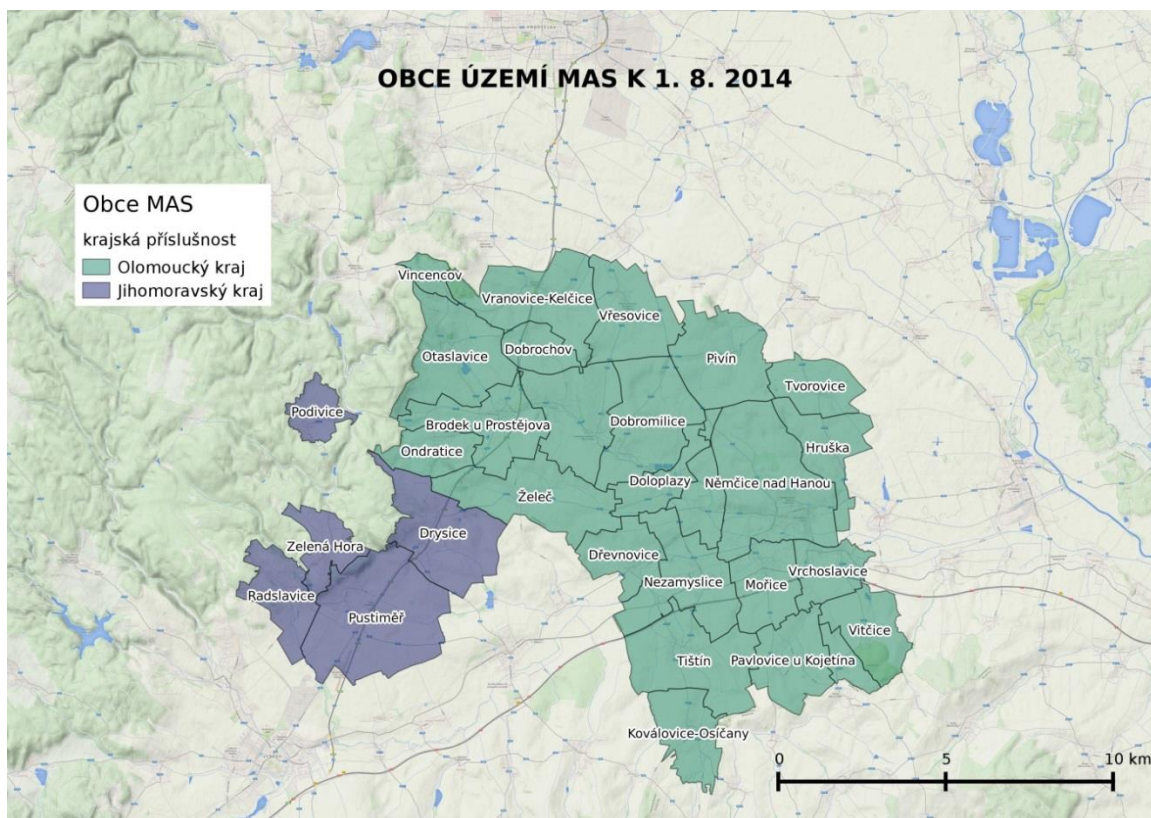 OBCE ÚZEMÍ MAS K 1. 8. 2014
Obce MAS
krajská příslušnost
Olomoucký kraj
Jihomoravský kraj
Vincencov
Vranovice-Kelčice
Vřesovice
Dobrochov
Otaslavice
Pivín
Tvorovice
Podivice
Brodek u Prostějova
Dobromilice
Ondratice
Hruška
Doloplazy
Němčice nad Hanou
Želeč
Drysice
Zelená Hora
Dřevnovice
Nezamyslice
Mořice
Vrchoslavice
Radslavice
Pustiměř
Vitčice
Tištín
Pavlovice u Kojetína
Koválovice-Osíčany
0 5 10 km